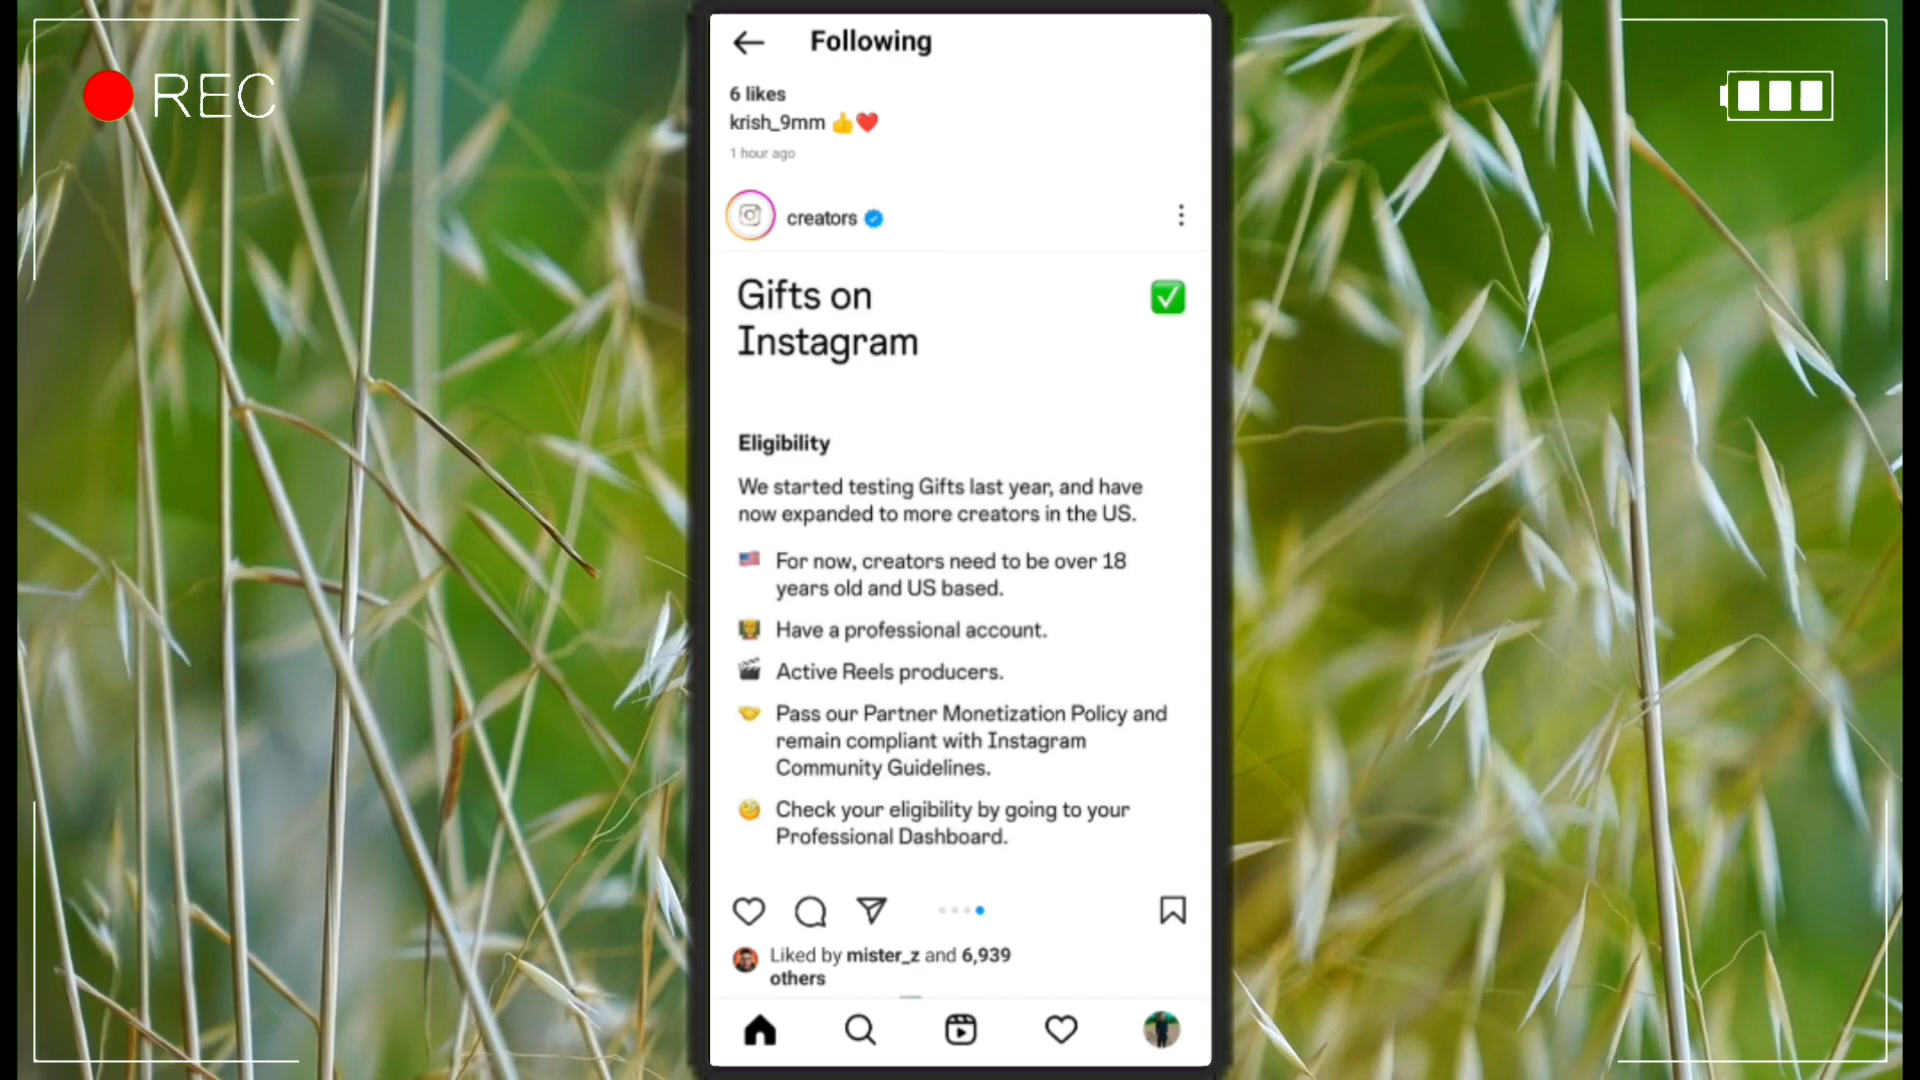 REC
Following
6 likes
krish_9mm 👍❤️
1 hour ago
creators
Gifts on
Instagram
Eligibility
We started testing Gifts last year, and have
now expanded to more creators in the US.
For now, creators need to be over 18
years old and US based.
Have a professional account.
Active Reels producers.
Pass our Partner Monetization Policy and
remain compliant with Instagram
Community Guidelines.
Check your eligibility by going to your
Professional Dashboard.
Liked by mister_z and 6,939
others